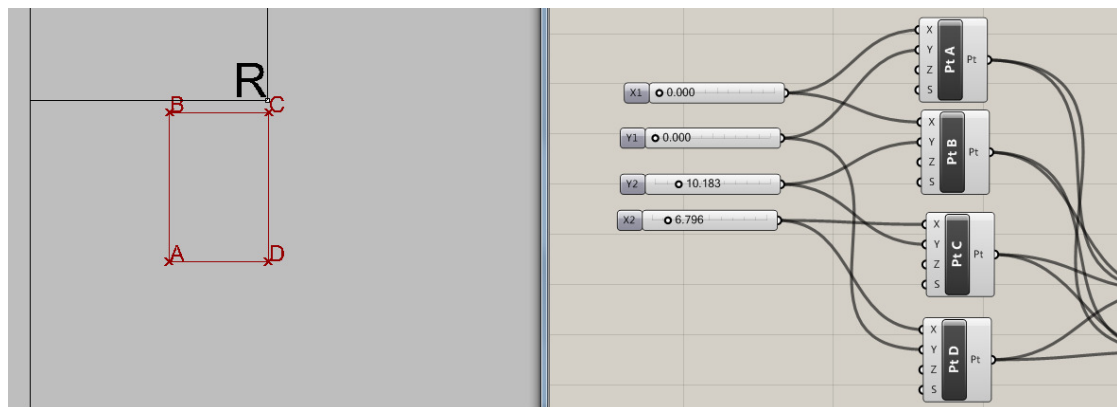 R
B
C
A
D
X1
0.000
Y1
0.000
Y2
10.183
X2
6.796
X
Y
Z
S
Pt A
Pt
X
Y
Z
S
Pt B
Pt
X
Y
Z
S
Pt C
Pt
X
Y
Z
S
Pt D
Pt